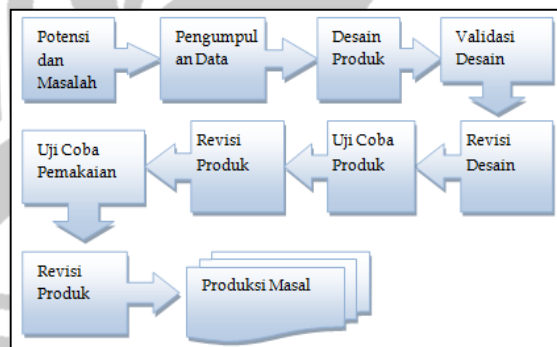 Potensi
dan
Masalah
Pengumpul
an Data
Desain
Produk
Validasi
Desain
Revisi
Desain
Uji Coba
Produk
Revisi
Produk
Uji Coba
Pemakaian
Revisi
Produk
Produksi Masal